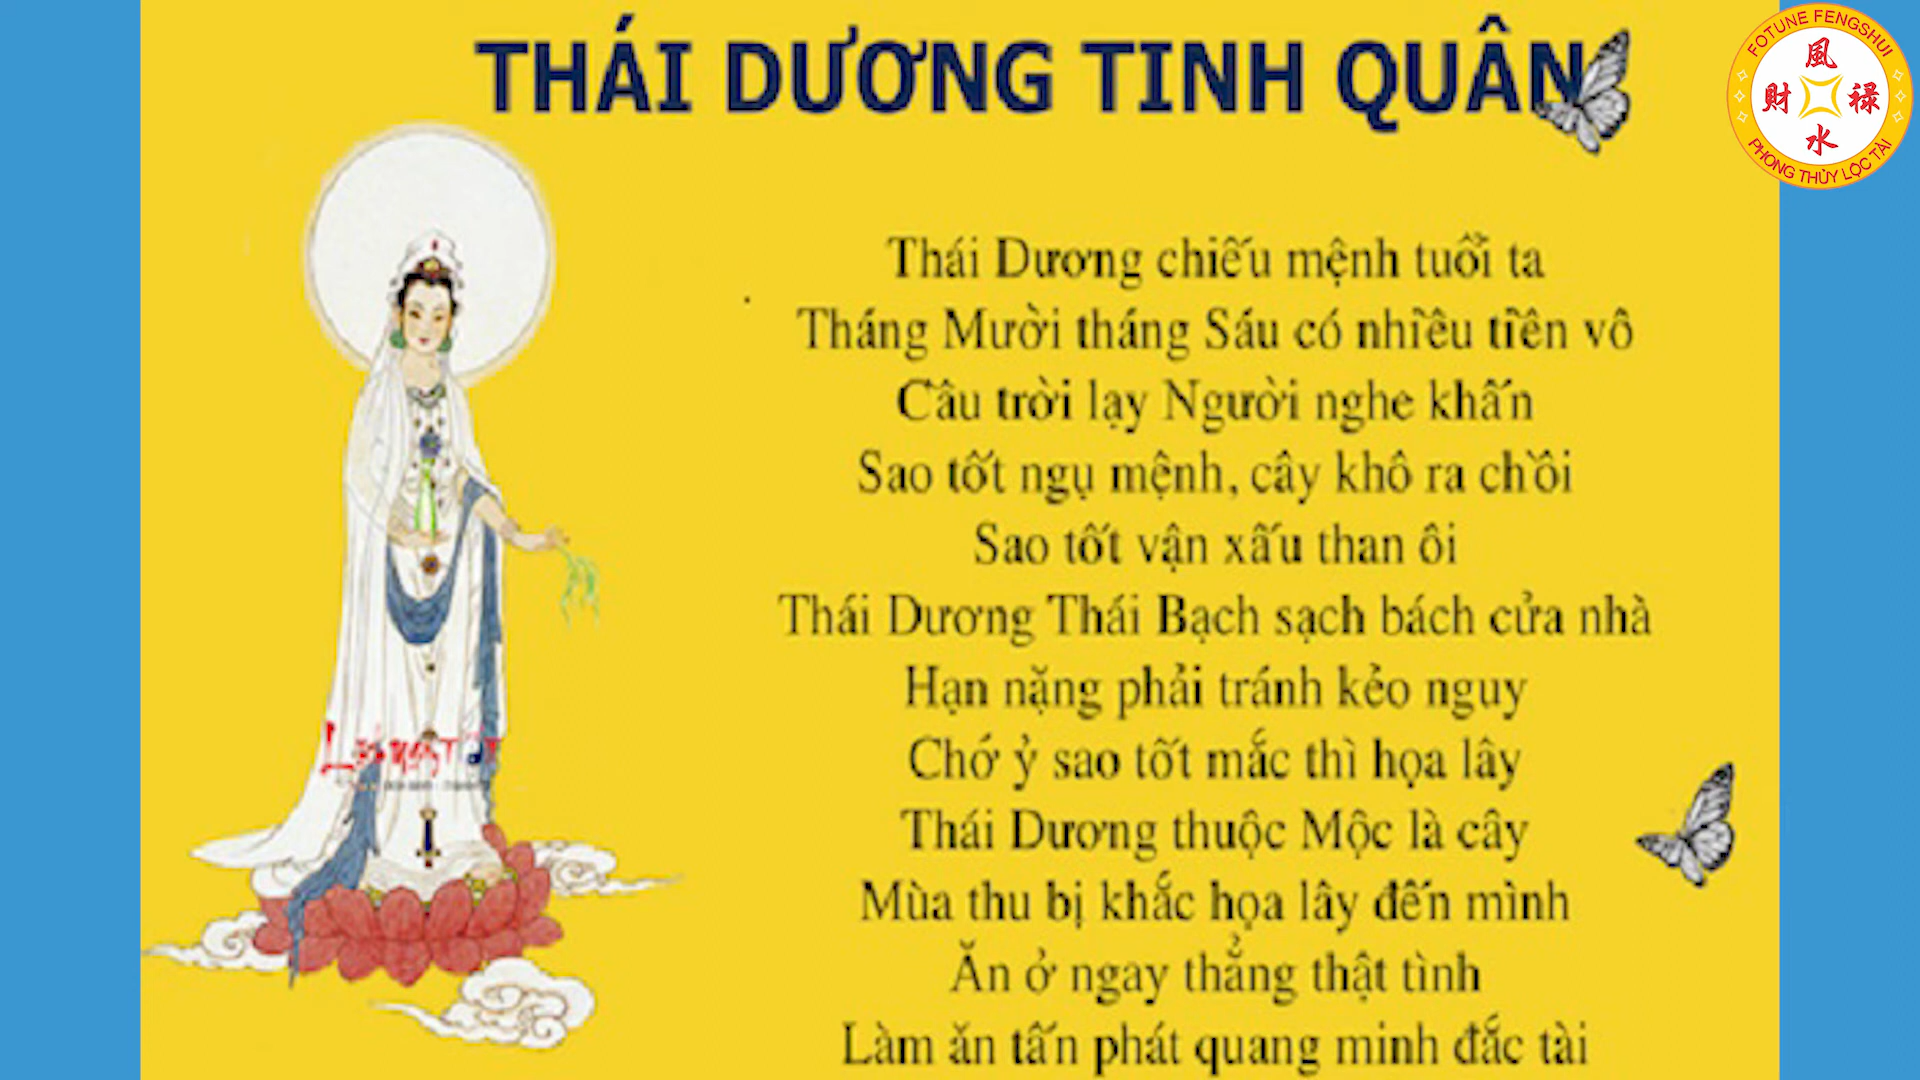 THÁI DƯƠNG TINH QUÂN
FOTUNE FENGSHUI
風
財 禄
水
PHONG THỦY LỘC TÀI
Thái Dương chiếu mệnh tuổi ta
Tháng Mười tháng Sáu có nhiều tiền vô
Cầu trời lạy Người nghe khấn
Sao tốt ngụ mệnh, cây khô ra chồi
Sao tốt vận xấu than ôi
Thái Dương Thái Bạch sạch bách cửa nhà
Hạn nặng phải tránh kẻo nguy
Chớ ỷ sao tốt mắc thì họa lây
Thái Dương thuộc Mộc là cây
Mùa thu bị khắc họa lây đến mình
Ăn ở ngay thẳng thật tình
Làm ăn tấn phát quang minh đắc tài